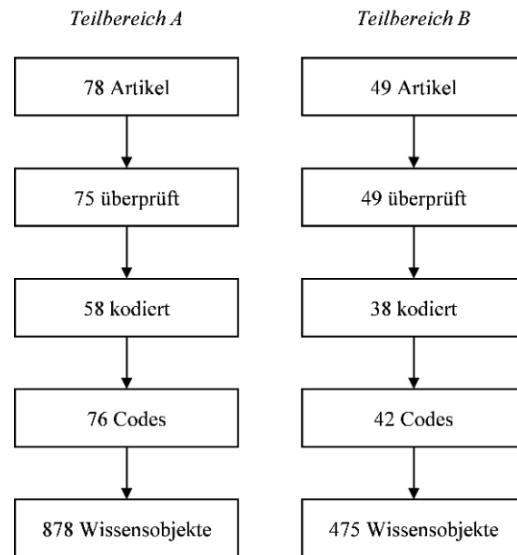 Teilbereich A
Teilbereich B
78 Artikel
49 Artikel
75 überprüft
49 überprüft
58 kodiert
38 kodiert
76 Codes
42 Codes
878 Wissensobjekte
475 Wissensobjekte